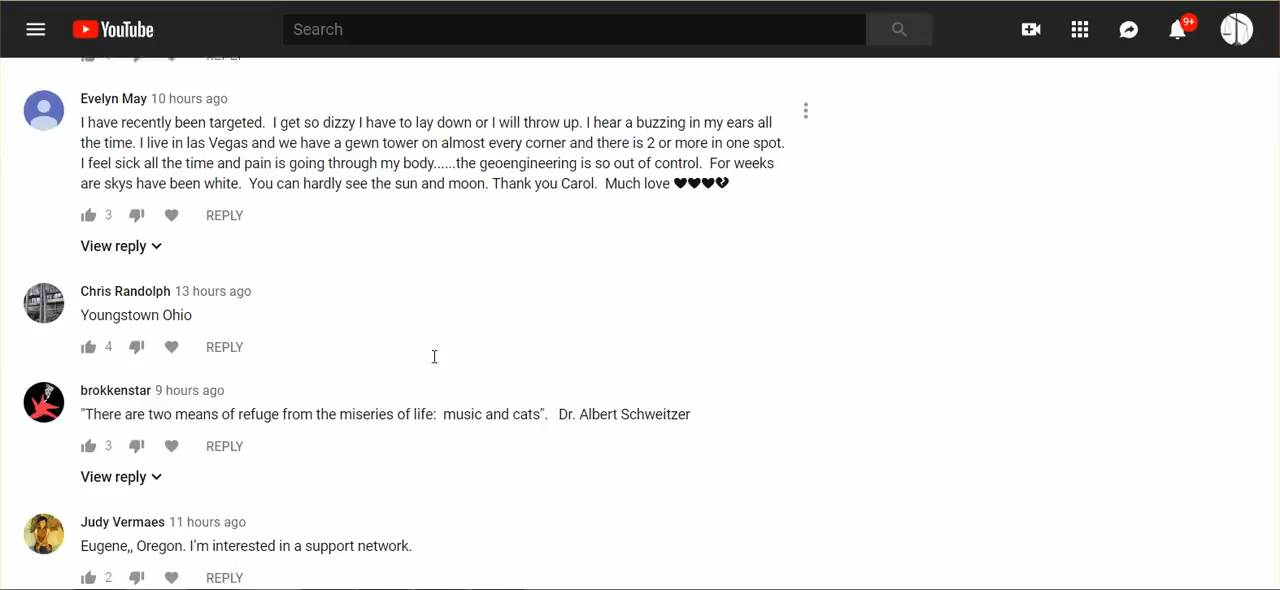 YouTube
Search
9+
REPLY
Evelyn May 10 hours ago
I have recently been targeted.  I get so dizzy I have to lay down or I will throw up. I hear a buzzing in my ears all
the time. I live in las Vegas and we have a gewn tower on almost every corner and there is 2 or more in one spot.
I feel sick all the time and pain is going through my body......the geoengineering is so out of control.  For weeks
are skys have been white.  You can hardly see the sun and moon. Thank you Carol.  Much love 🖤🖤🖤💔
3 REPLY
View reply
Chris Randolph 13 hours ago
Youngstown Ohio
4 REPLY
brokkenstar 9 hours ago
"There are two means of refuge from the miseries of life:  music and cats".   Dr. Albert Schweitzer
3 REPLY
View reply
Judy Vermaes 11 hours ago
Eugene,, Oregon. I’m interested in a support network.
2 REPLY